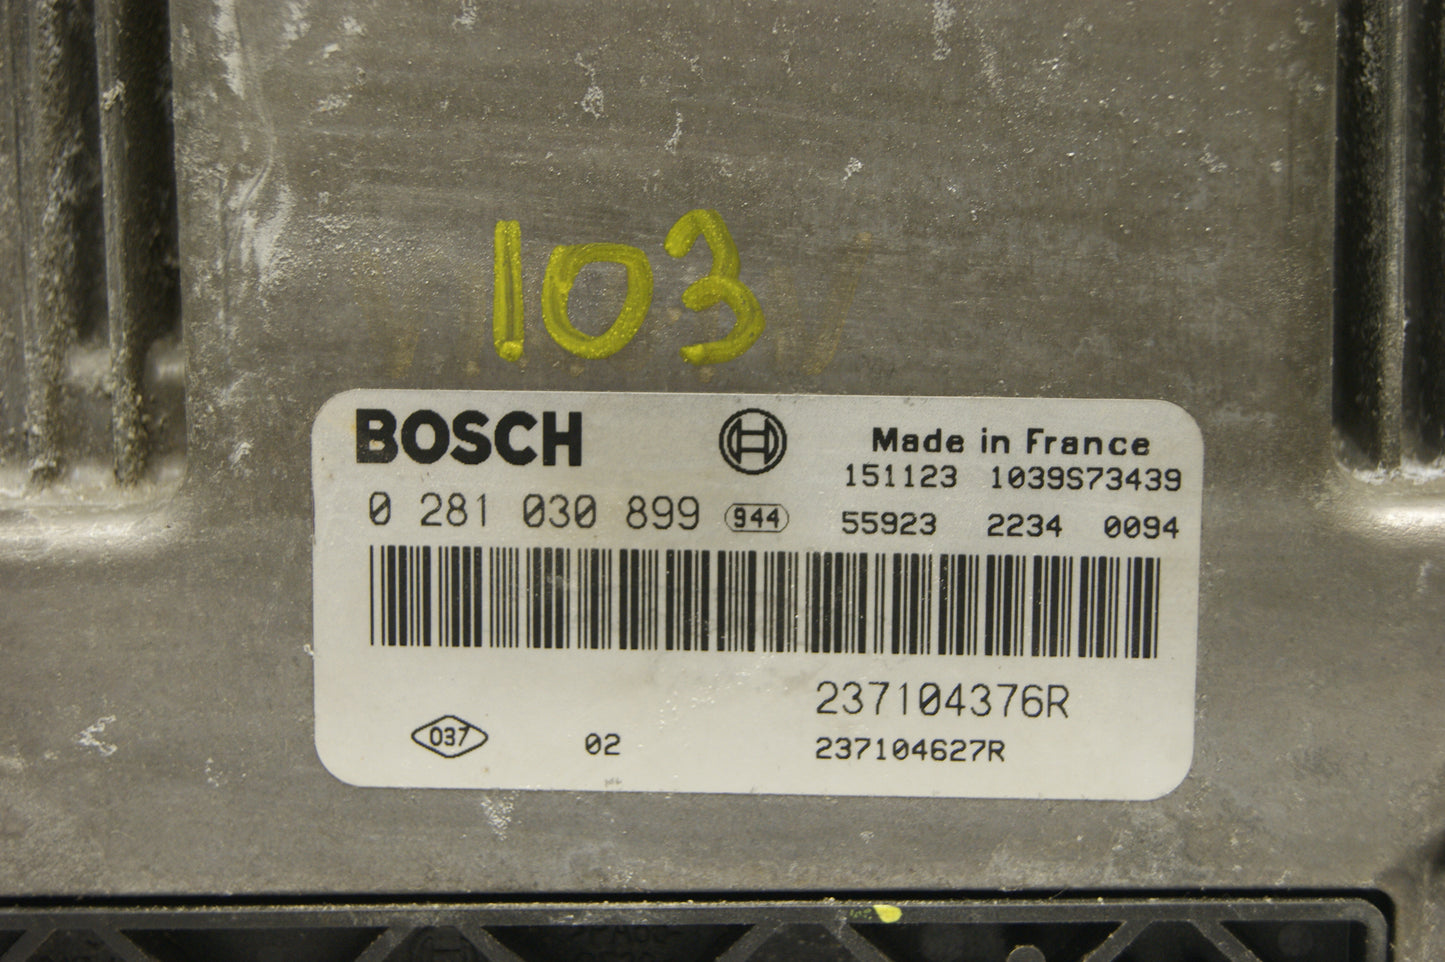 103
BOSCH
Made in France
151123 1039S73439
0 281 030 899 944
55923 2234 0094
237104376R
037 02 237104627R